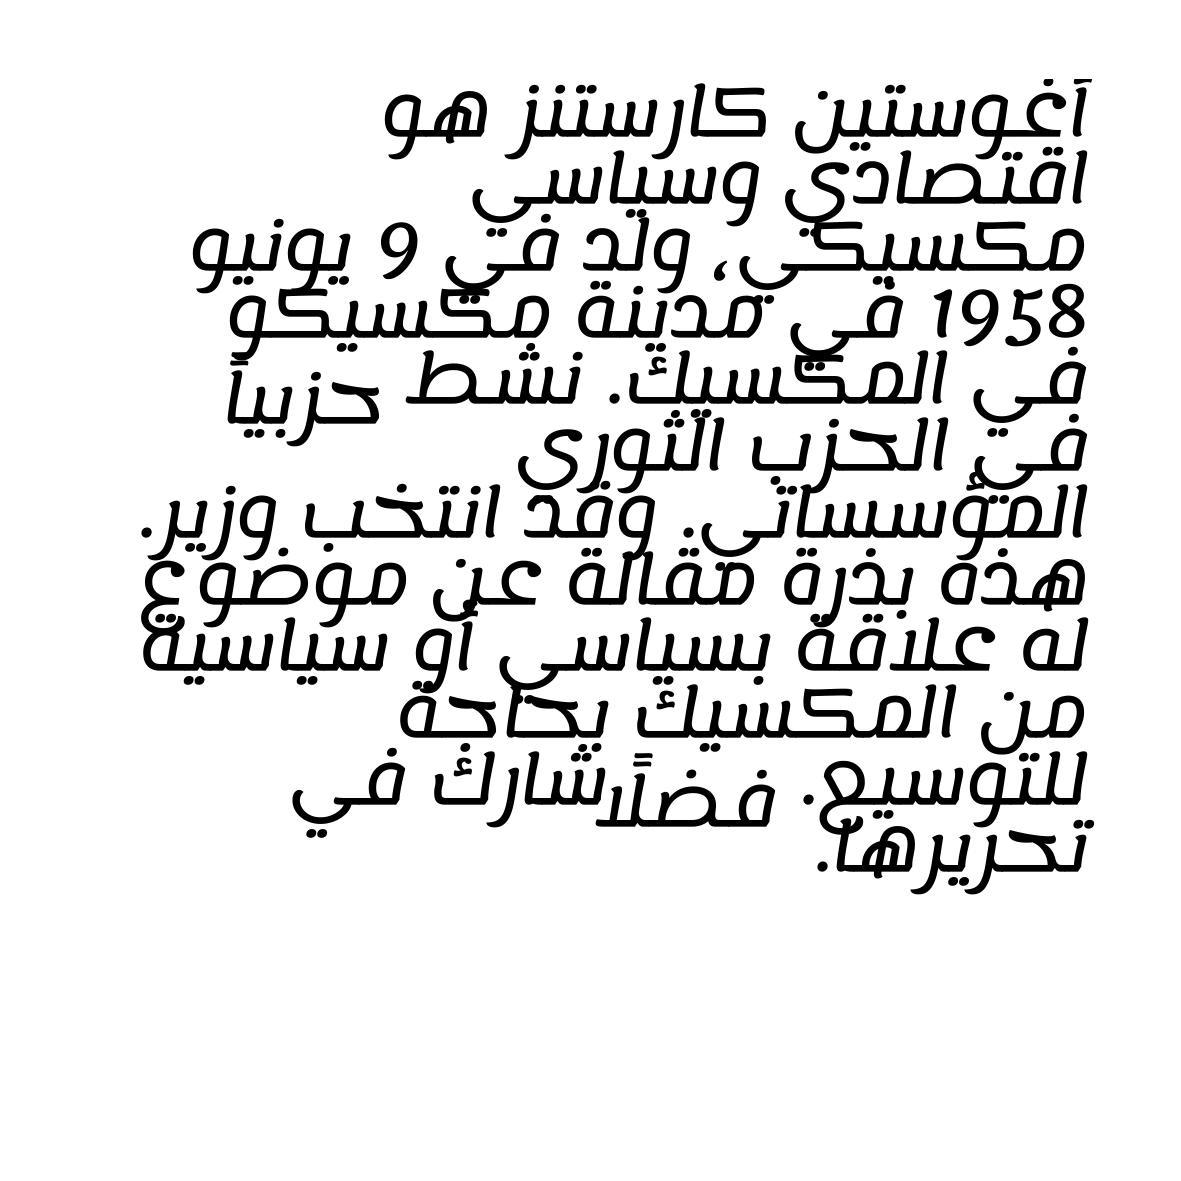 آغوستين كارستنز هو
اقتصادي وسياسي
مكسيكي، ولد في 9 يونيو
1958 في مدينة مكسيكو
في المكسيك. نشط حزبياً
في الحزب الثوري
المؤسساتي. وقد انتخب وزير.
هذه بذرة مقالة عن موضوع
له علاقة بسياسي أو سياسية
من المكسيك بحاجة
للتوسيع. فضلًا شارك في
تحريرها.